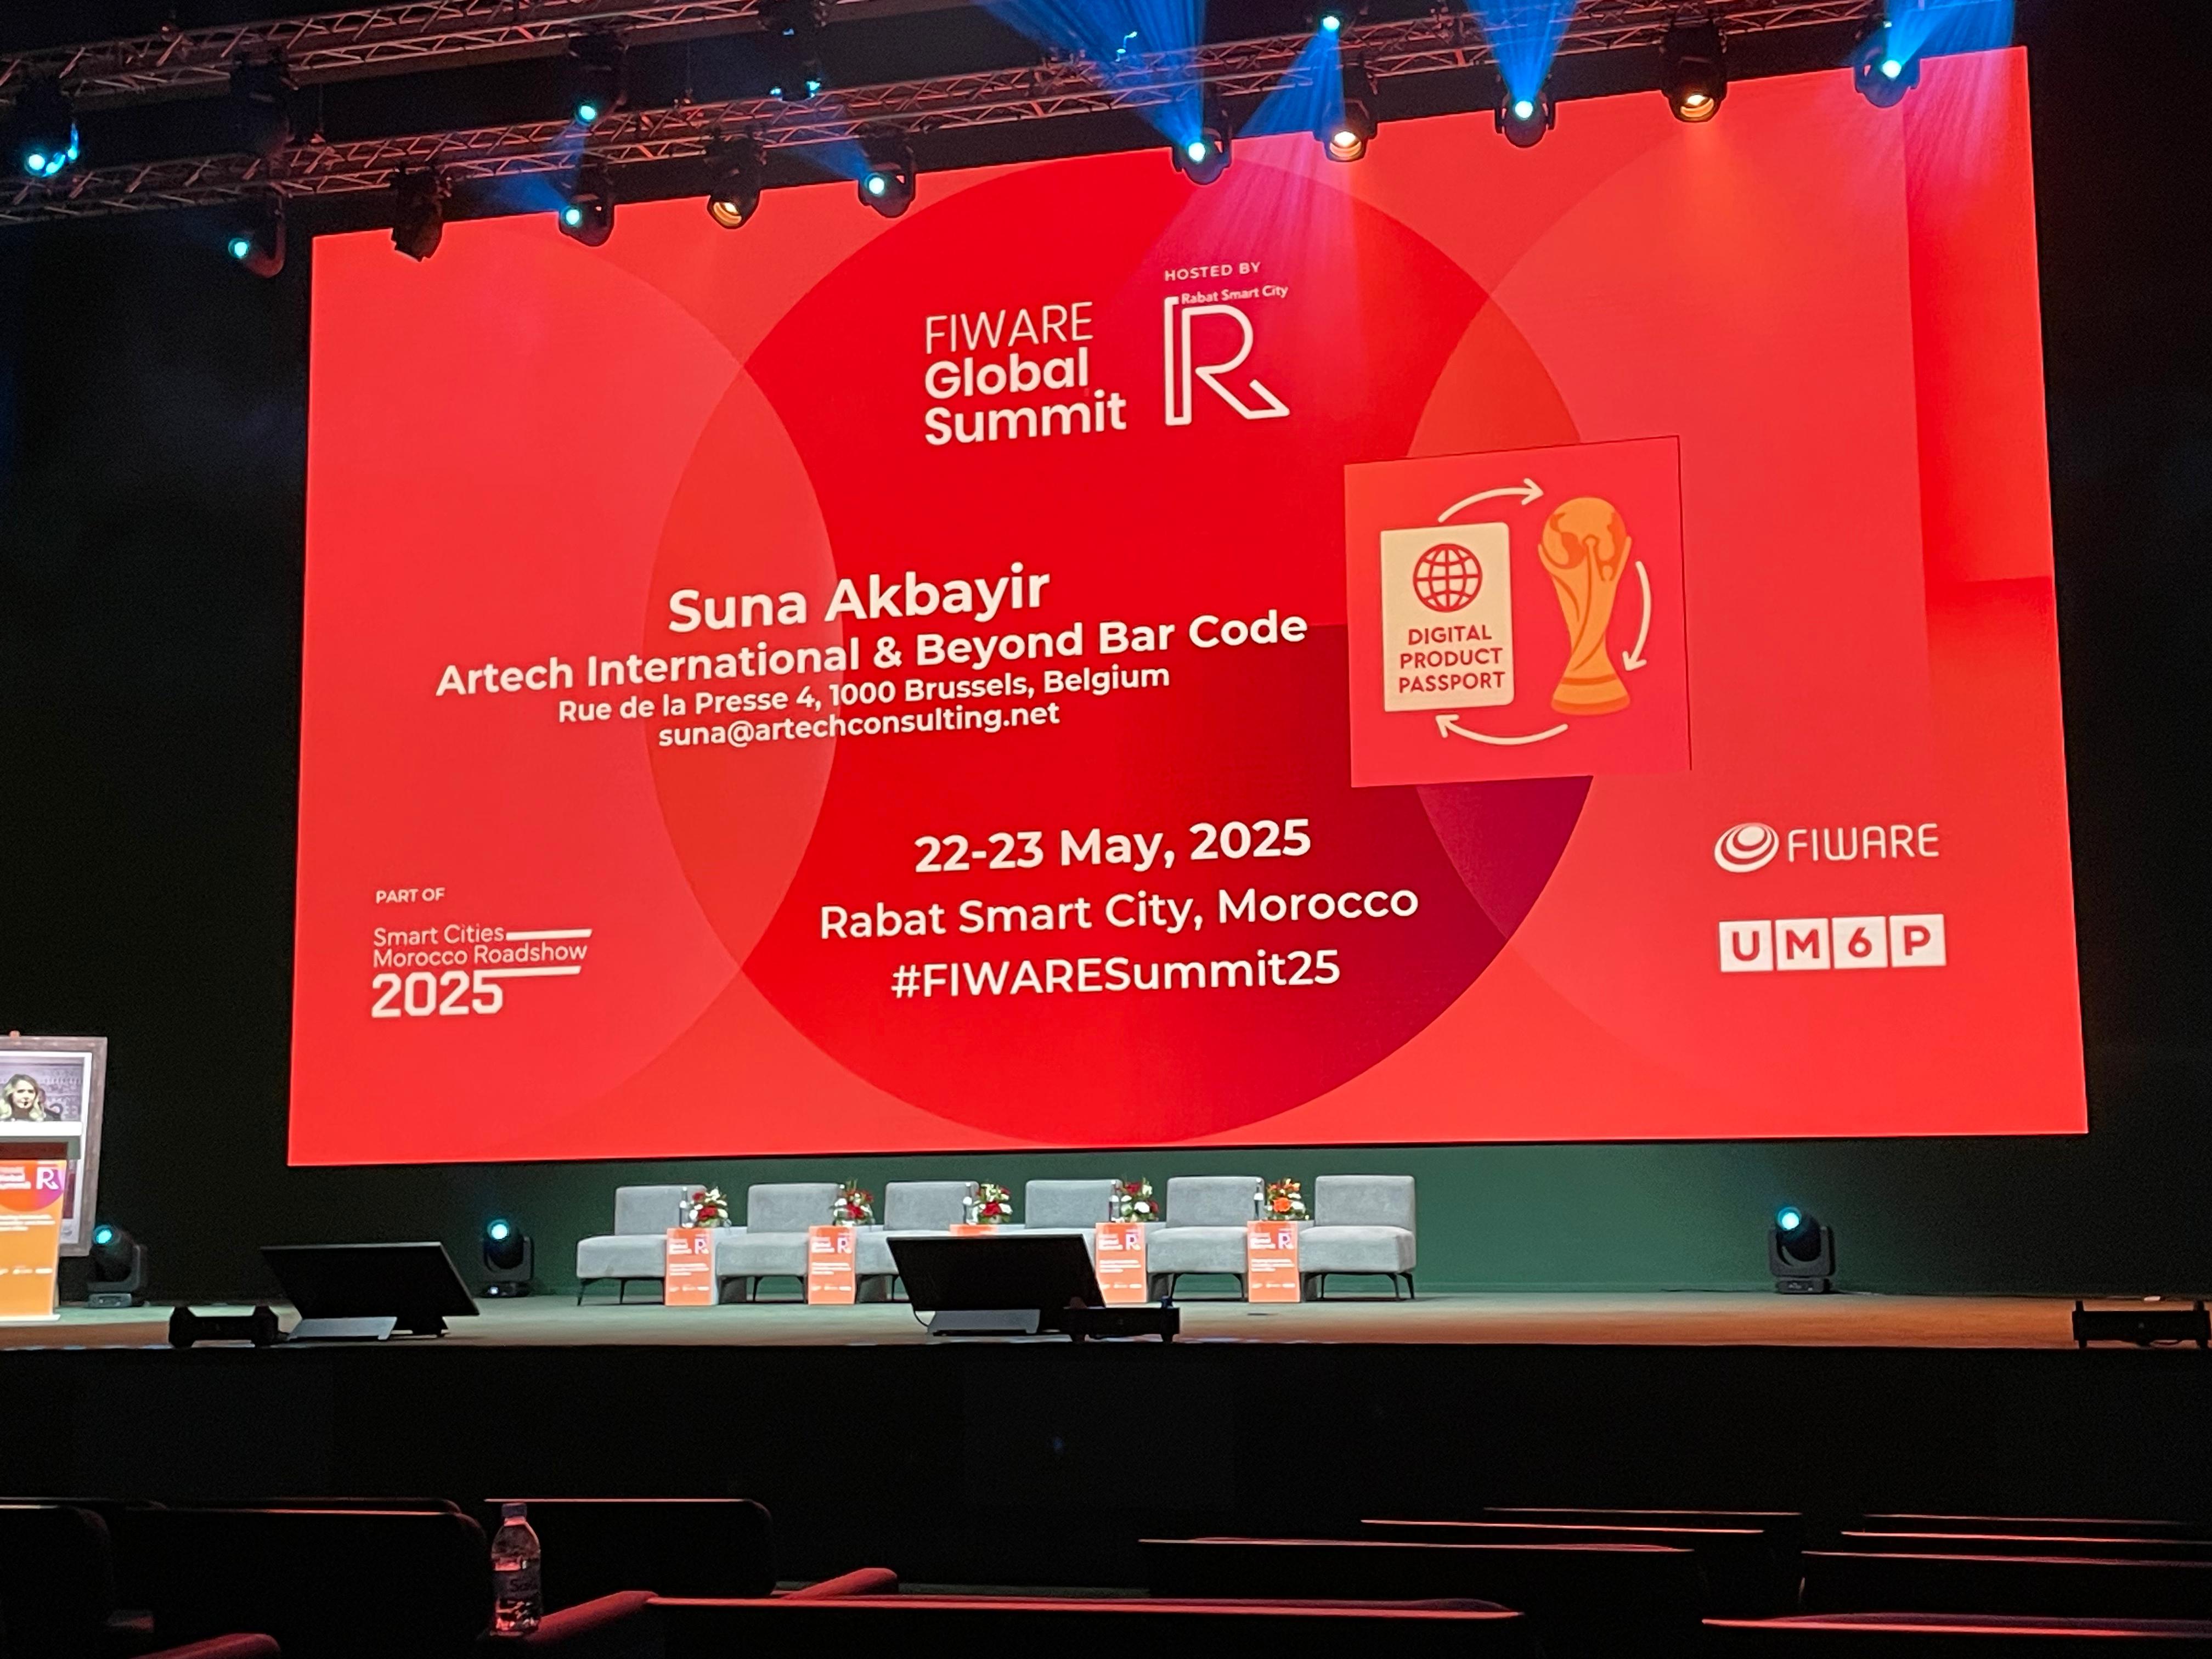 HOSTED BY
Rabat Smart City
R
FIWARE
Global
Summit
Suna Akbayir
Artech International & Beyond Bar Code
Rue de la Presse 4, 1000 Brussels, Belgium
suna@artechconsulting.net
DIGITAL
PRODUCT
PASSPORT
22-23 May, 2025
Rabat Smart City, Morocco
#FIWARESummit25
PART OF
Smart Cities
Morocco Roadshow
2025
FIWARE
UM6P